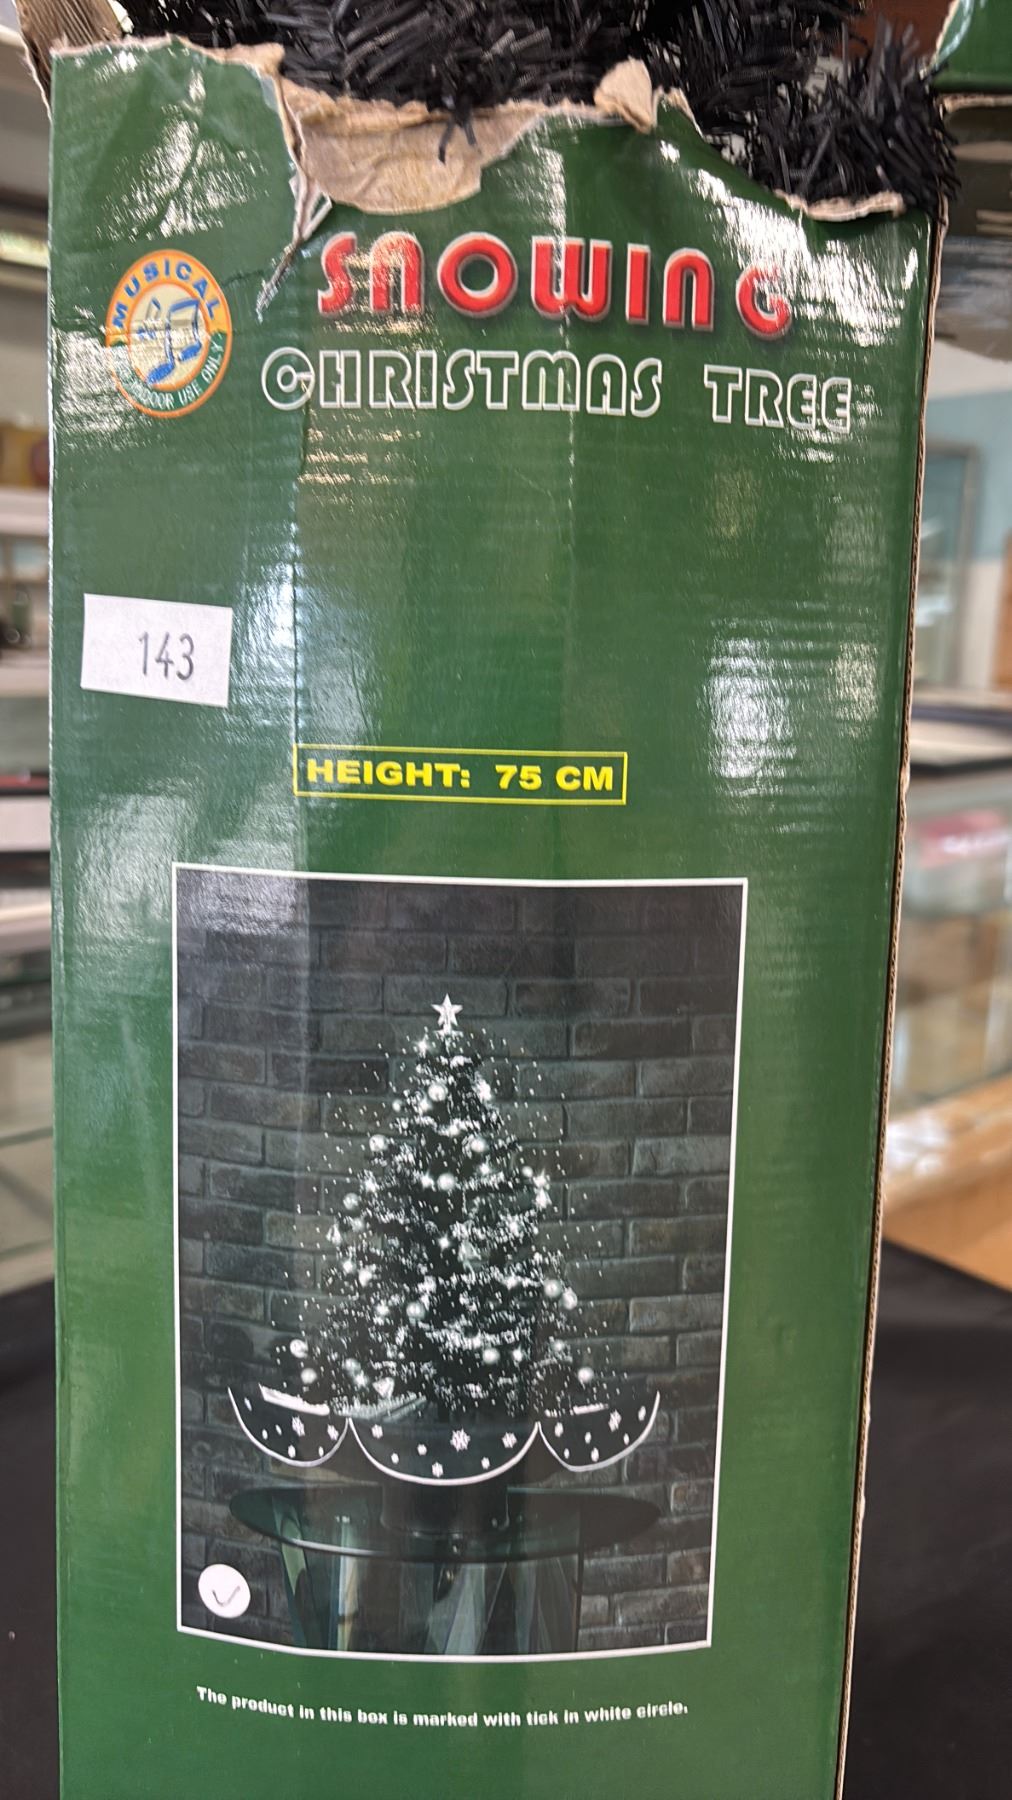 MUSICAL
INDOOR USE ONLY
SNOWING
CHRISTMAS TREE
143
HEIGHT: 75 CM
The product in this box is marked with tick in white circle.